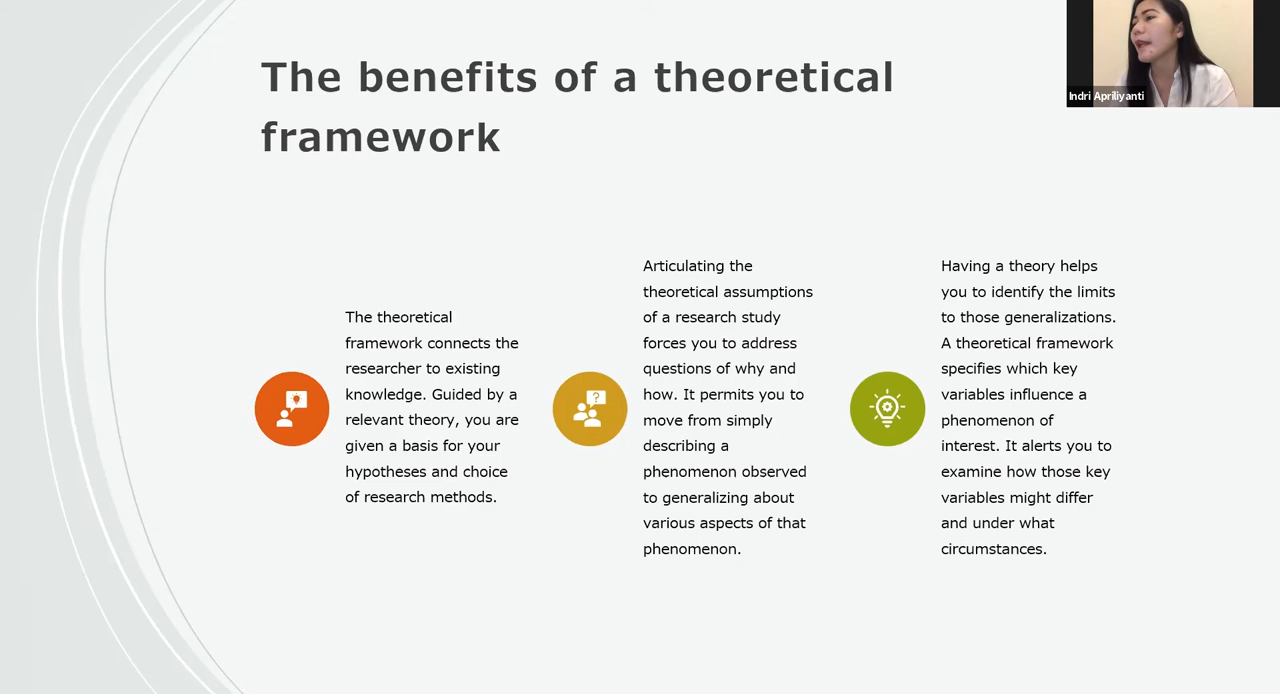 The benefits of a theoretical
framework
Indri Apriliyanti
The theoretical
framework connects the
researcher to existing
knowledge. Guided by a
relevant theory, you are
given a basis for your
hypotheses and choice
of research methods.
Articulating the
theoretical assumptions
of a research study
forces you to address
questions of why and
how. It permits you to
move from simply
describing a
phenomenon observed
to generalizing about
various aspects of that
phenomenon.
Having a theory helps
you to identify the limits
to those generalizations.
A theoretical framework
specifies which key
variables influence a
phenomenon of
interest. It alerts you to
examine how those key
variables might differ
and under what
circumstances.
?